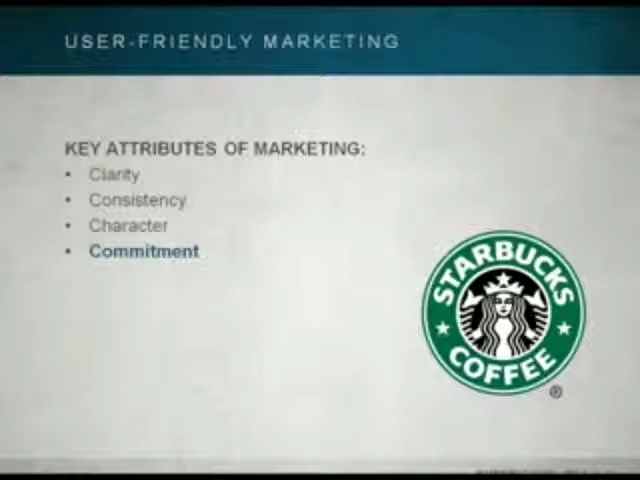 USER-FRIENDLY MARKETING
KEY ATTRIBUTES OF MARKETING:
• Clarity
• Consistency
• Character
• Commitment
STARBUCKS
COFFEE
®